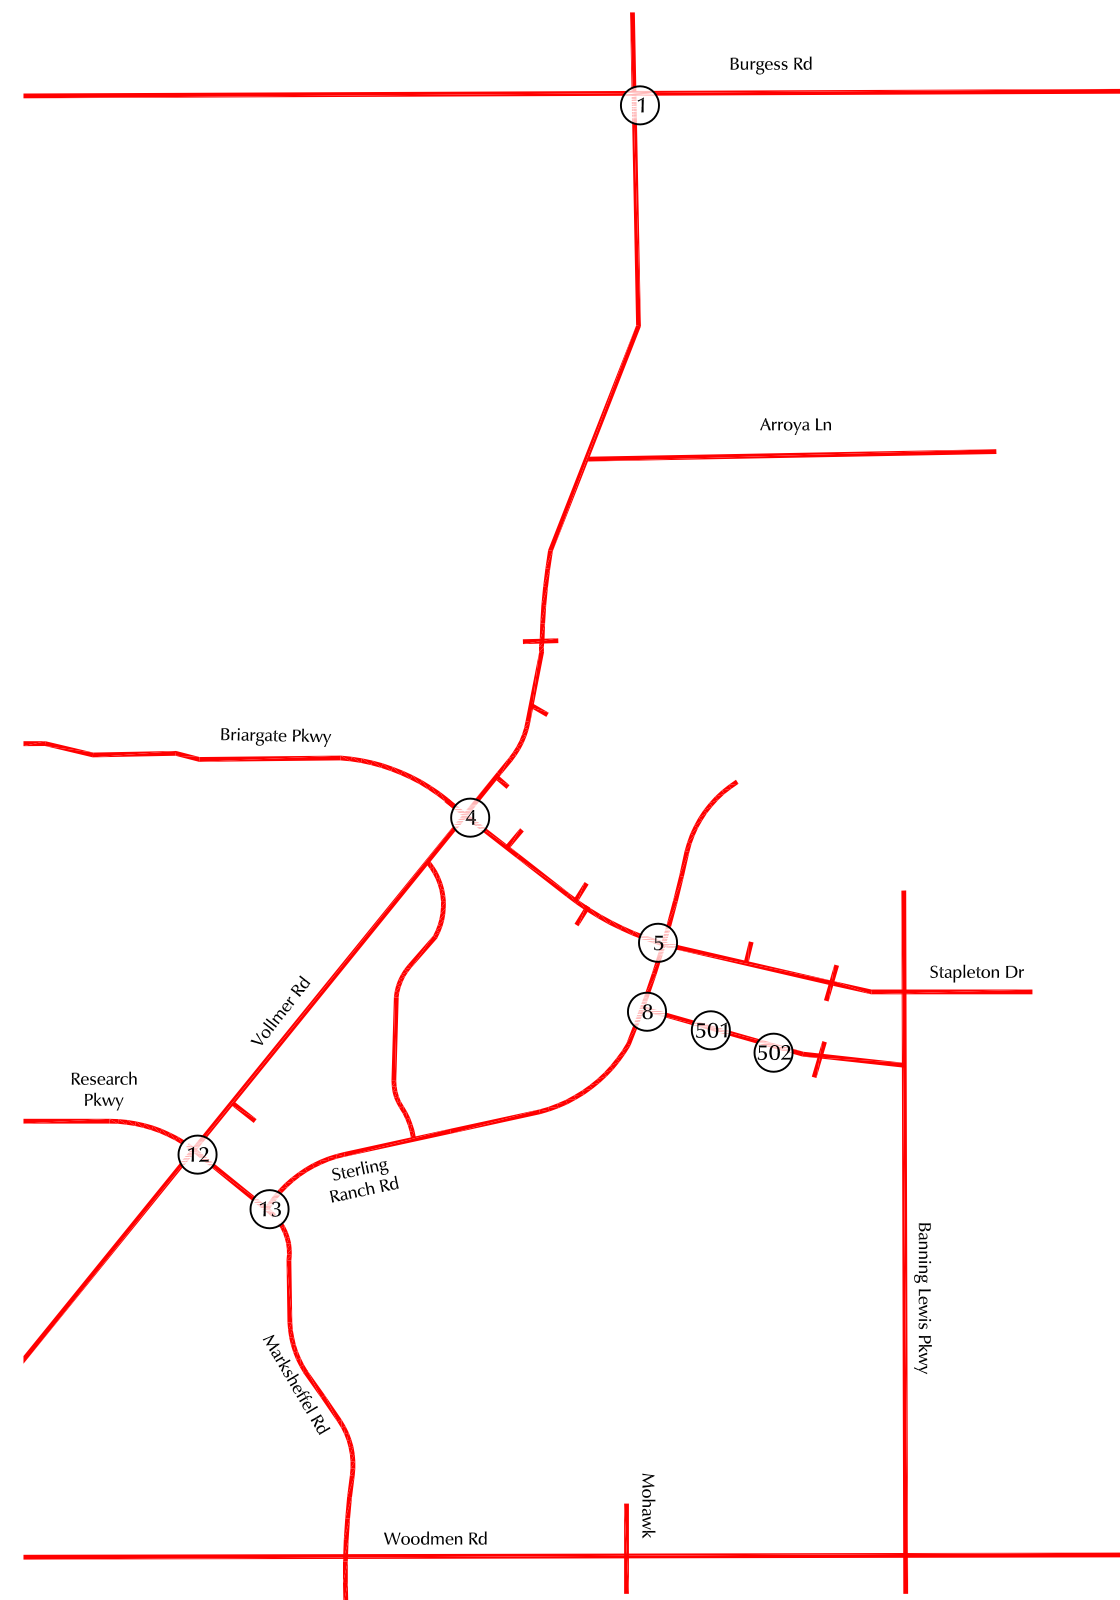 Burgess Rd
1
Arroya Ln
Briargate Pkwy
4
5
Stapleton Dr
Vollmer Rd
8
501
502
Research
Pkwy
12
Sterling
Ranch Rd
13
Banning Lewis Pkwy
Marksheffel Rd
Mohawk
Woodmen Rd